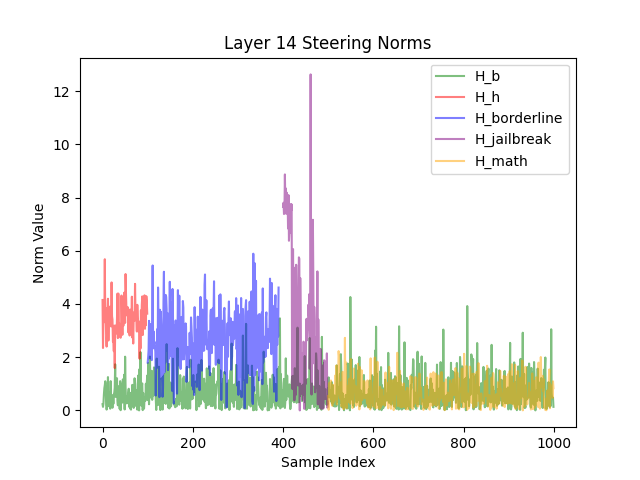 Layer 14 Steering Norms
H_b
H_h
H_borderline
H_jailbreak
H_math
Norm Value
12
10
8
6
4
2
0
0 200 400 600 800 1000
Sample Index